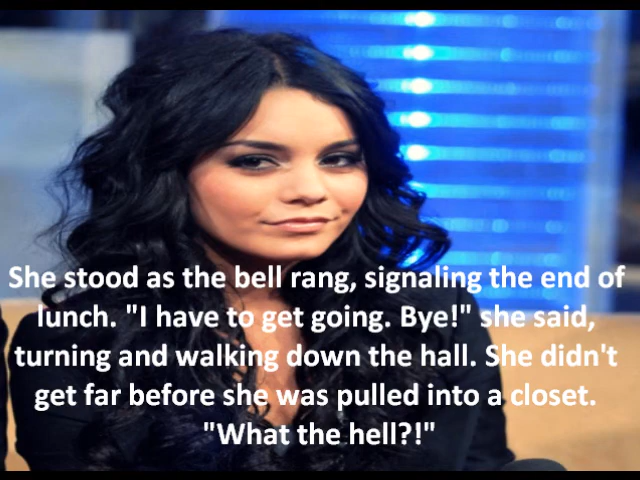 She stood as the bell rang, signaling the end of
lunch. "I have to get going. Bye!" she said,
turning and walking down the hall. She didn't
get far before she was pulled into a closet.
"What the hell?!"